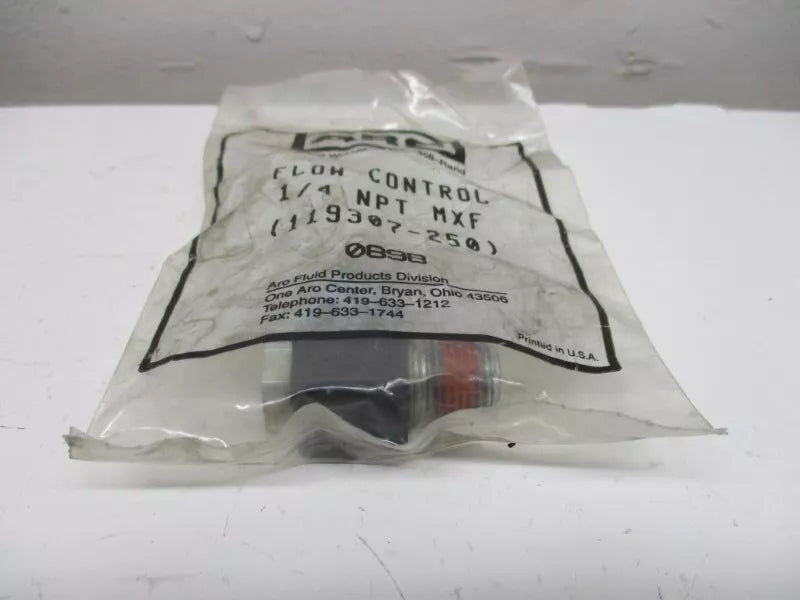 ARO
FLOW CONTROL
1/4 NPT MXF
(119307-250)
0898
Aro Fluid Products Division
One Aro Center, Bryan, Ohio 43506
Telephone: 419-633-1212
Fax: 419-633-1744
Printed in U.S.A.